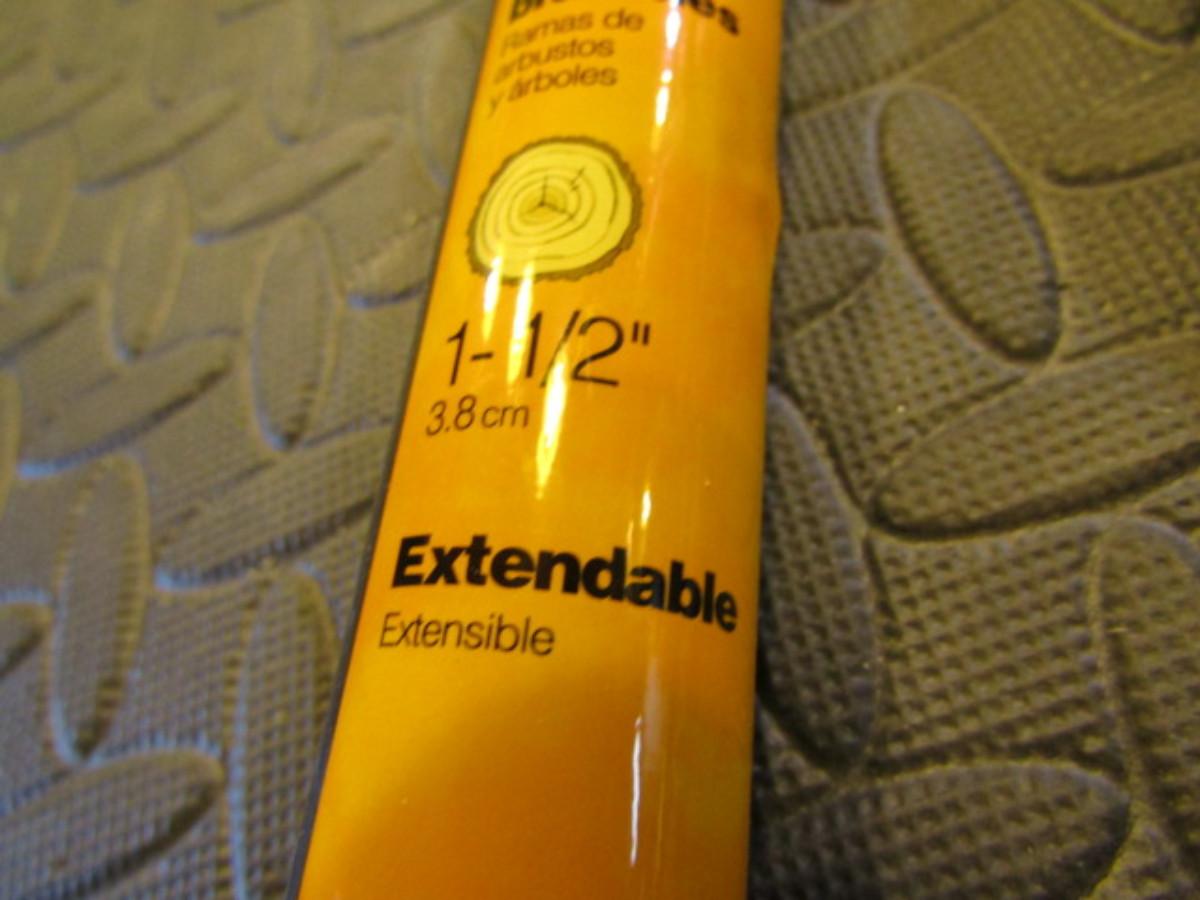 Ramas de
arbustos
y árboles
1-1/2"
3.8 cm
Extendable
Extensible